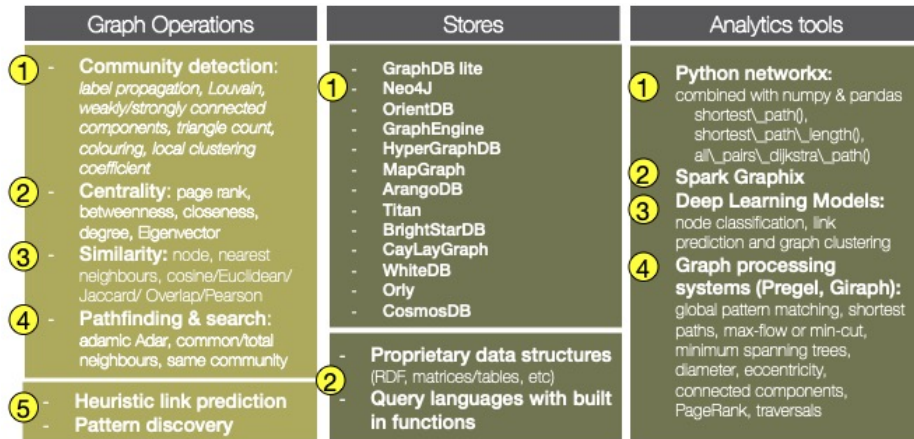 Graph Operations
1 - Community detection:
label propagation, Louvain,
weakly/strongly connected
components, triangle count,
colouring, local clustering
coefficient
2 - Centrality: page rank,
betweenness, closeness,
degree, Eigenvector
3 - Similarity: node, nearest
neighbours, cosine/Euclidean/
Jaccard/ Overlap/Pearson
4 - Pathfinding & search:
adamic Adar, common/total
neighbours, same community
5 - Heuristic link prediction
- Pattern discovery
Stores
1
- GraphDB lite
- Neo4J
- OrientDB
- GraphEngine
- HyperGraphDB
- MapGraph
- ArangoDB
- Titan
- BrightStarDB
- CayLayGraph
- WhiteDB
- Orly
- CosmosDB
2
- Proprietary data structures
(RDF, matrices/tables, etc)
- Query languages with built
in functions
Analytics tools
1 Python networkx:
combined with numpy & pandas
shortest\_path(),
shortest\_path\_length(),
all\_pairs\_dijkstra\_path()
2 Spark Graphix
3 Deep Learning Models:
node classification, link
prediction and graph clustering
4 Graph processing
systems (Pregel, Giraph):
global pattern matching, shortest
paths, max-flow or min-cut,
minimum spanning trees,
diameter, eccentricity,
connected components,
PageRank, traversals